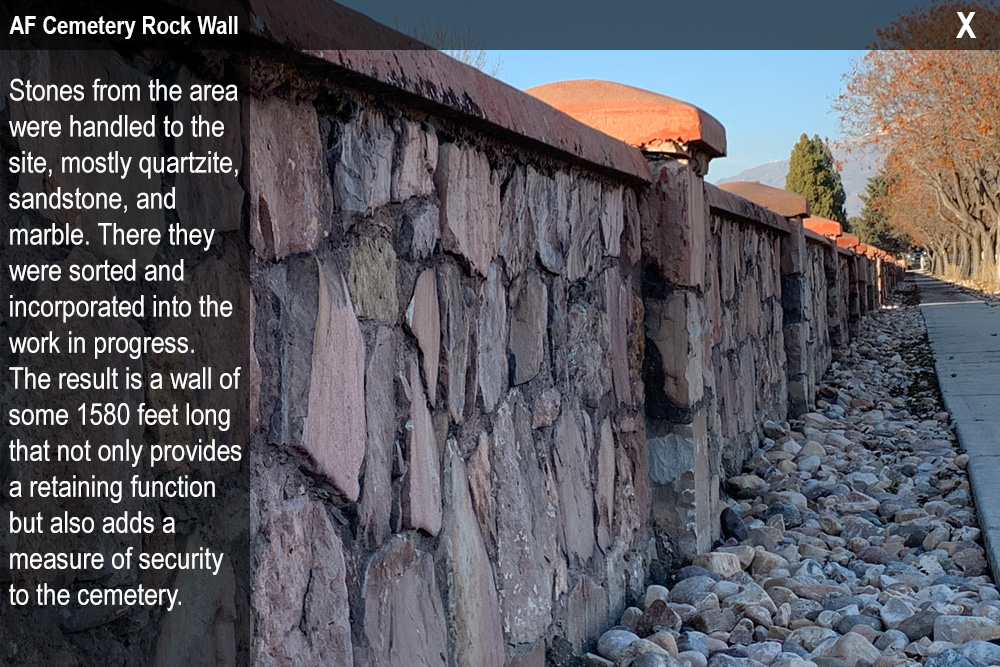 AF Cemetery Rock Wall
X
Stones from the area
were handled to the
site, mostly quartzite,
sandstone, and
marble. There they
were sorted and
incorporated into the
work in progress.
The result is a wall of
some 1580 feet long
that not only provides
a retaining function
but also adds a
measure of security
to the cemetery.